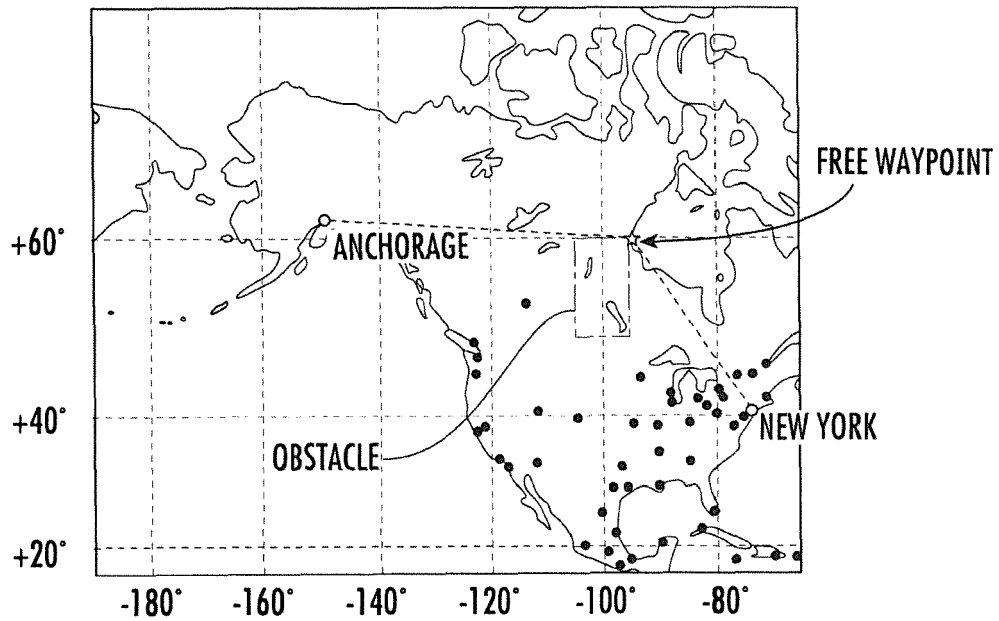 FREE WAYPOINT
+60°
ANCHORAGE
+40°
NEW YORK
OBSTACLE
+20°
-180° -160° -140° -120° -100° -80°